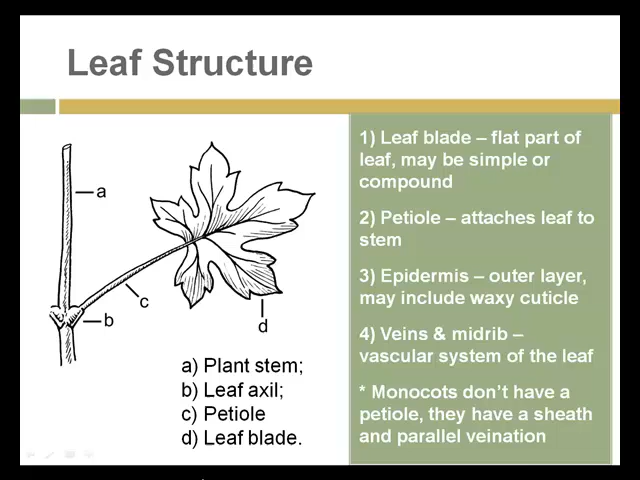 Leaf Structure
a
b
c
d
a) Plant stem;
b) Leaf axil;
c) Petiole
d) Leaf blade.
1) Leaf blade – flat part of
leaf, may be simple or
compound
2) Petiole – attaches leaf to
stem
3) Epidermis – outer layer,
may include waxy cuticle
4) Veins & midrib –
vascular system of the leaf
* Monocots don’t have a
petiole, they have a sheath
and parallel veination